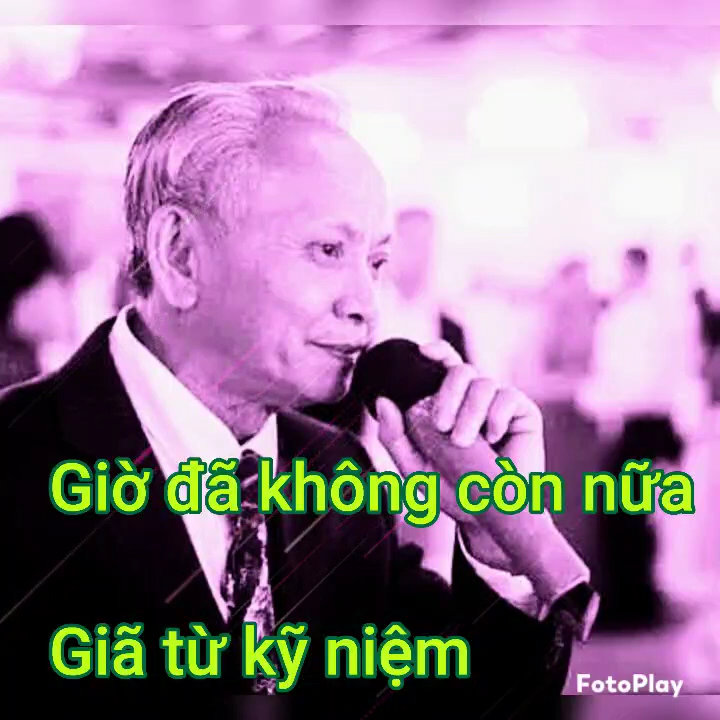 Giờ đã không còn nữa
Giã từ kỹ niệm
FotoPlay